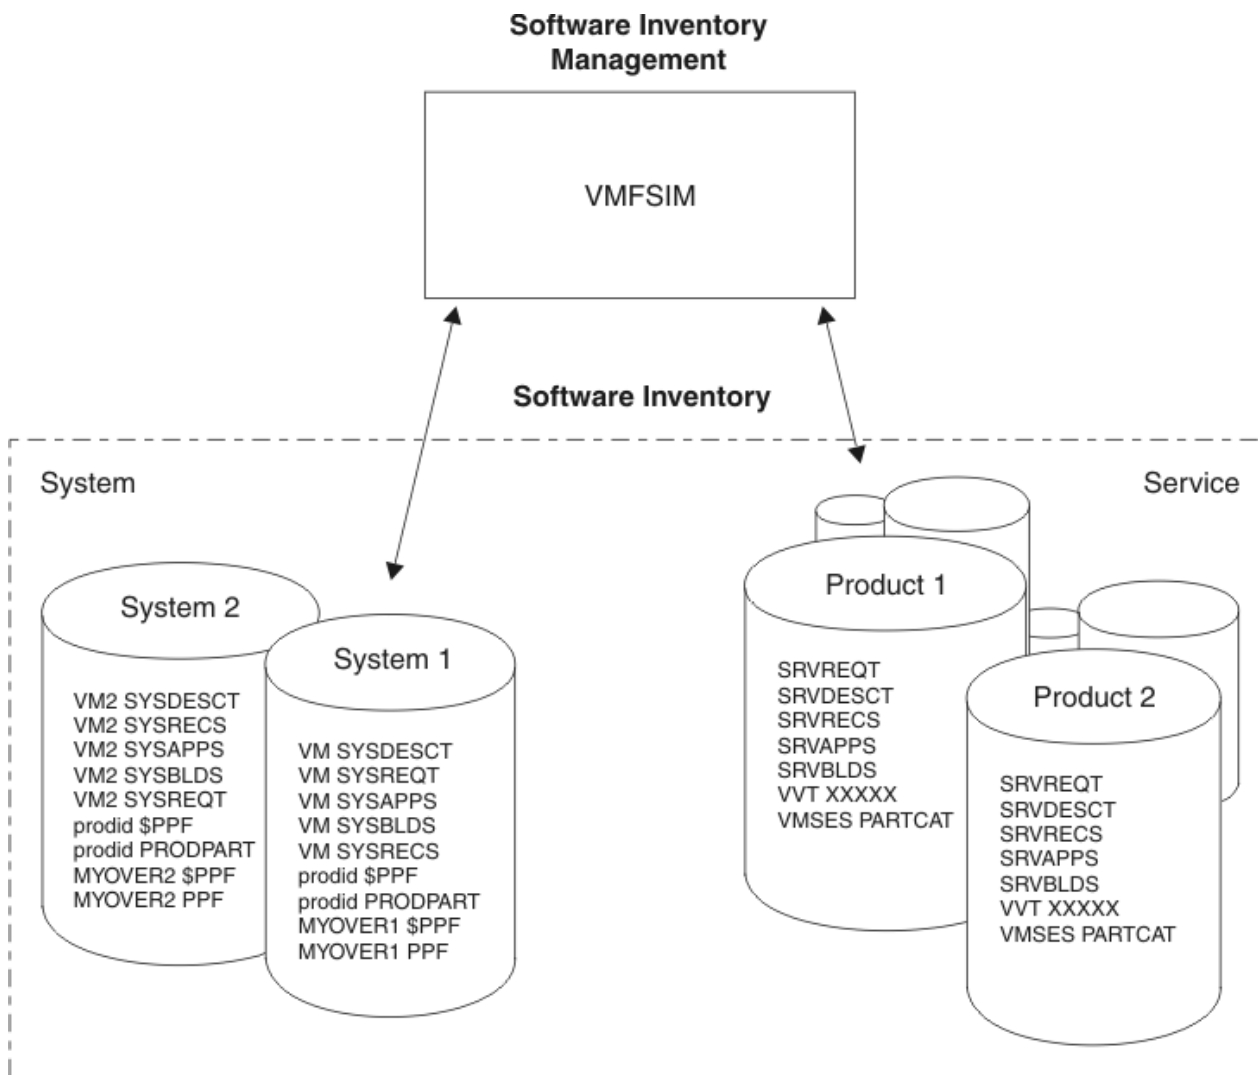 Software Inventory
Management
VMFSIM
Software Inventory
System
Service
System 2
VM2 SYSDESCT
VM2 SYSRECS
VM2 SYSAPPS
VM2 SYSBLDS
VM2 SYSREQT
prodid $PPF
prodid PRODPART
MYOVER2 $PPF
MYOVER2 PPF
System 1
VM SYSDESCT
VM SYSREQT
VM SYSAPPS
VM SYSBLDS
VM SYSRECS
prodid $PPF
prodid PRODPART
MYOVER1 $PPF
MYOVER1 PPF
Product 1
SRVREQT
SRVDESCT
SRVRECS
SRVAPPS
SRVBLDS
VVT XXXXX
VMSES PARTCAT
Product 2
SRVREQT
SRVDESCT
SRVRECS
SRVAPPS
SRVBLDS
VVT XXXXX
VMSES PARTCAT